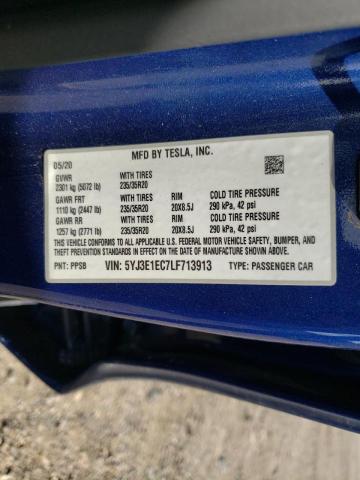 MFD BY TESLA, INC.
05/20
GVWR WITH TIRES
2301 kg (5072 lb) 235/35R20
GAWR FRT WITH TIRES RIM COLD TIRE PRESSURE
1110 kg (2447 lb) 235/35R20 20X8.5J 290 kPa, 42 psi
GAWR RR WITH TIRES RIM COLD TIRE PRESSURE
1257 kg (2771 lb) 235/35R20 20X8.5J 290 kPa, 42 psi
THIS VEHICLE CONFORMS TO ALL APPLICABLE FEDERAL MOTOR VEHICLE SAFETY, BUMPER, AND
THEFT PREVENTION STANDARDS IN EFFECT ON THE DATE OF MANUFACTURE SHOWN ABOVE.
PNT: PPSB VIN: 5YJ3E1EC7LF713913 TYPE: PASSENGER CAR